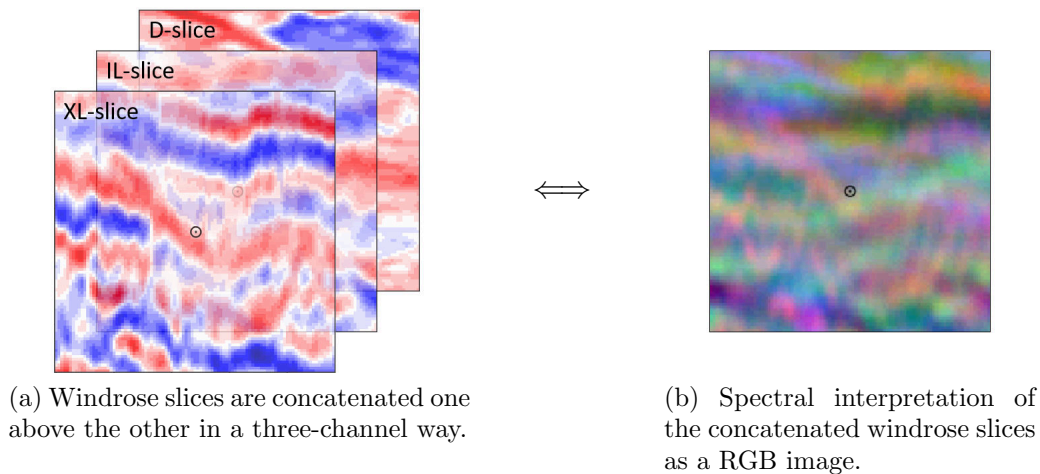 D-slice
IL-slice
XL-slice
(a) Windrose slices are concatenated one
above the other in a three-channel way.
(b) Spectral interpretation of
the concatenated windrose slices
as a RGB image.